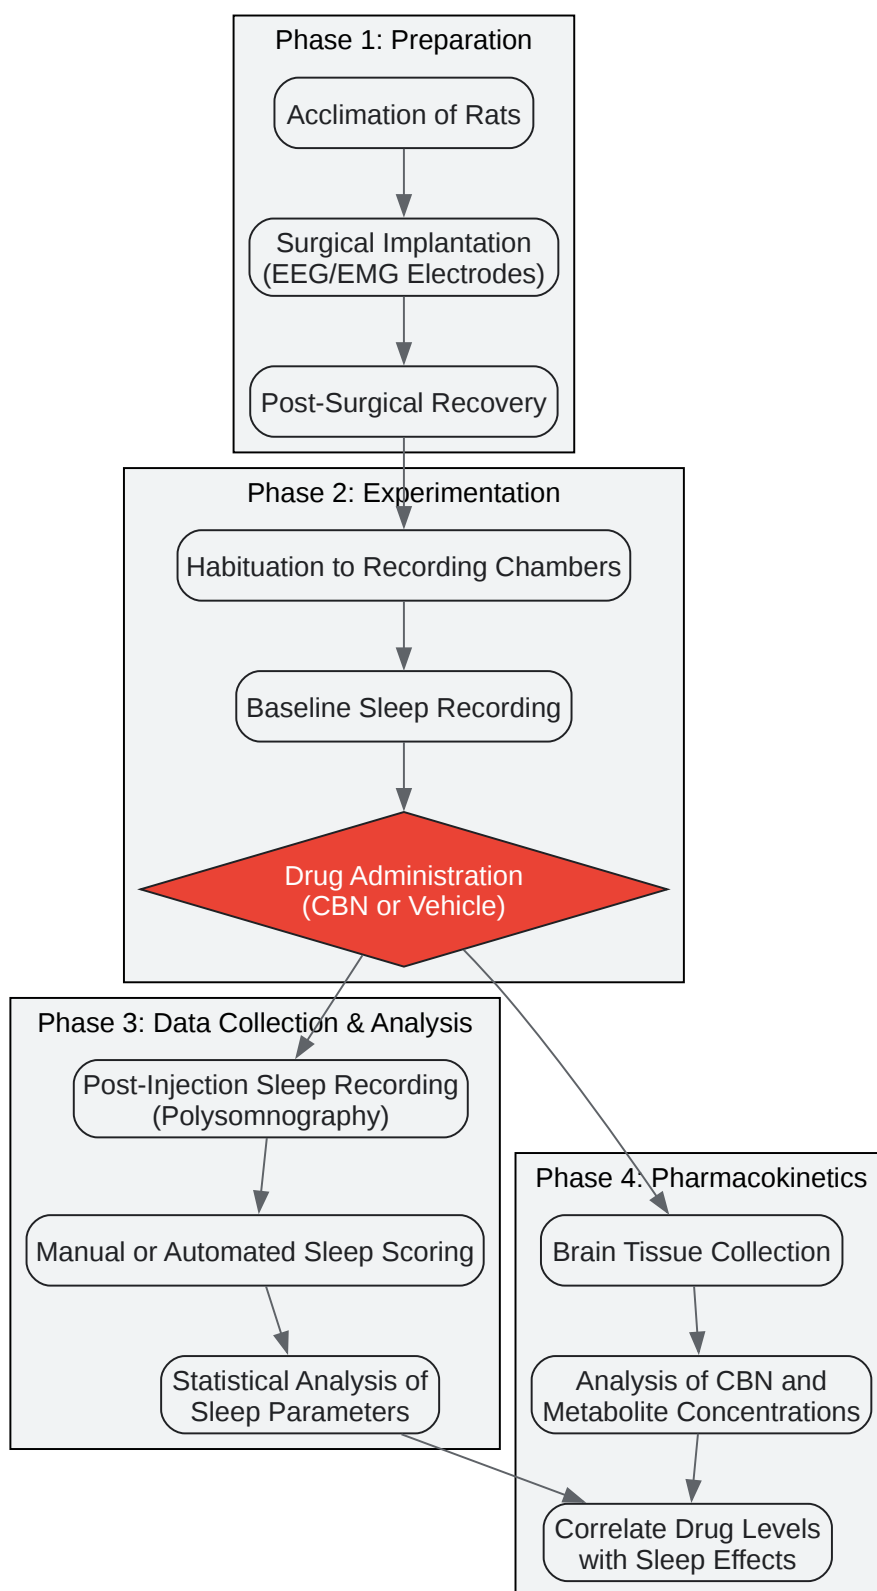 Phase 1: Preparation
Acclimation of Rats
Surgical Implantation
(EEG/EMG Electrodes)
Post-Surgical Recovery
Phase 2: Experimentation
Habituation to Recording Chambers
Baseline Sleep Recording
Drug Administration
(CBN or Vehicle)
Phase 3: Data Collection & Analysis
Post-Injection Sleep Recording
(Polysomnography)
Manual or Automated Sleep Scoring
Statistical Analysis of
Sleep Parameters
Phase 4: Pharmacokinetics
Brain Tissue Collection
Analysis of CBN and
Metabolite Concentrations
Correlate Drug Levels
with Sleep Effects